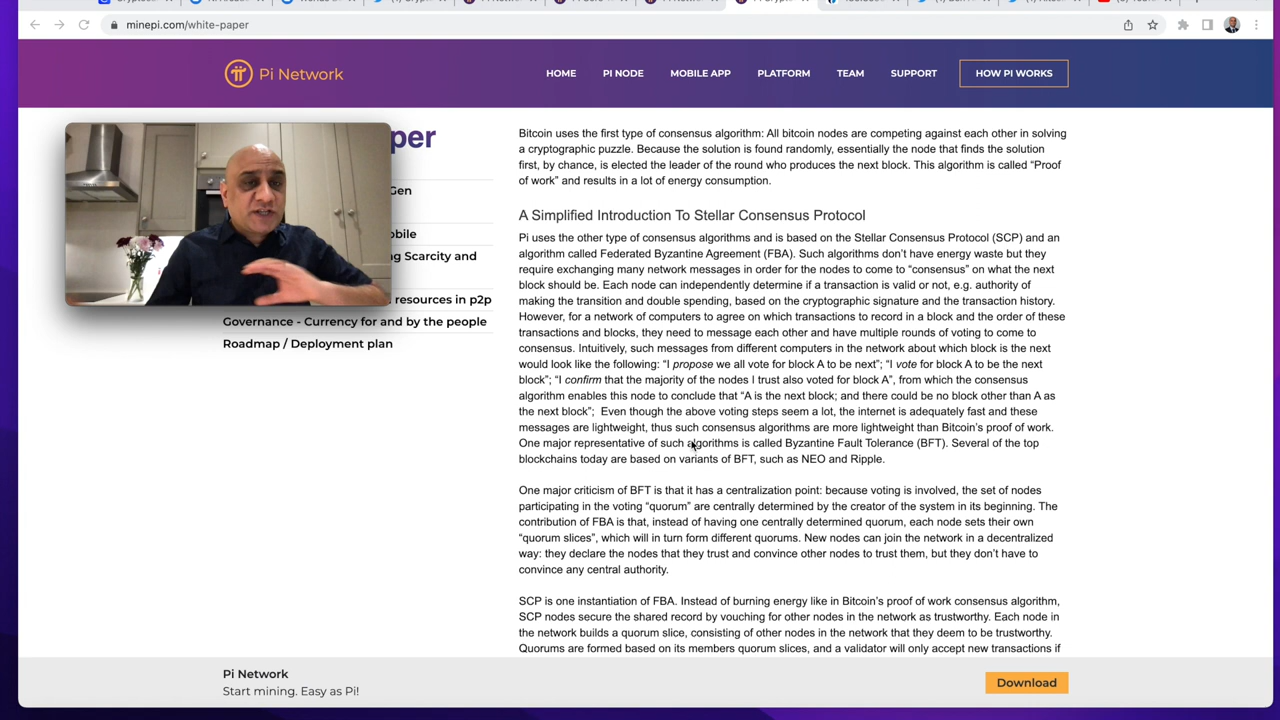 minepi.com/white-paper
Pi Network
HOME
PI NODE
MOBILE APP
PLATFORM
TEAM
SUPPORT
HOW PI WORKS
per
Gen
obile
ng Scarcity and
resources in p2p
Governance - Currency for and by the people
Roadmap / Deployment plan
Bitcoin uses the first type of consensus algorithm: All bitcoin nodes are competing against each other in solving
a cryptographic puzzle. Because the solution is found randomly, essentially the node that finds the solution
first, by chance, is elected the leader of the round who produces the next block. This algorithm is called “Proof
of work” and results in a lot of energy consumption.
A Simplified Introduction To Stellar Consensus Protocol
Pi uses the other type of consensus algorithms and is based on the Stellar Consensus Protocol (SCP) and an
algorithm called Federated Byzantine Agreement (FBA). Such algorithms don’t have energy waste but they
require exchanging many network messages in order for the nodes to come to “consensus” on what the next
block should be. Each node can independently determine if a transaction is valid or not, e.g. authority of
making the transition and double spending, based on the cryptographic signature and the transaction history.
However, for a network of computers to agree on which transactions to record in a block and the order of these
transactions and blocks, they need to message each other and have multiple rounds of voting to come to
consensus. Intuitively, such messages from different computers in the network about which block is the next
would look like the following: “I propose we all vote for block A to be next”; “I vote for block A to be the next
block”; “I confirm that the majority of the nodes I trust also voted for block A”, from which the consensus
algorithm enables this node to conclude that “A is the next block; and there could be no block other than A as
the next block”; Even though the above voting steps seem a lot, the internet is adequately fast and these
messages are lightweight, thus such consensus algorithms are more lightweight than Bitcoin’s proof of work.
One major representative of such algorithms is called Byzantine Fault Tolerance (BFT). Several of the top
blockchains today are based on variants of BFT, such as NEO and Ripple.
One major criticism of BFT is that it has a centralization point: because voting is involved, the set of nodes
participating in the voting “quorum” are centrally determined by the creator of the system in its beginning. The
contribution of FBA is that, instead of having one centrally determined quorum, each node sets their own
“quorum slices”, which will in turn form different quorums. New nodes can join the network in a decentralized
way: they declare the nodes that they trust and convince other nodes to trust them, but they don’t have to
convince any central authority.
SCP is one instantiation of FBA. Instead of burning energy like in Bitcoin’s proof of work consensus algorithm,
SCP nodes secure the shared record by vouching for other nodes in the network as trustworthy. Each node in
the network builds a quorum slice, consisting of other nodes in the network that they deem to be trustworthy.
Quorums are formed based on its members quorum slices, and a validator will only accept new transactions if
Pi Network
Start mining. Easy as Pi!
Download